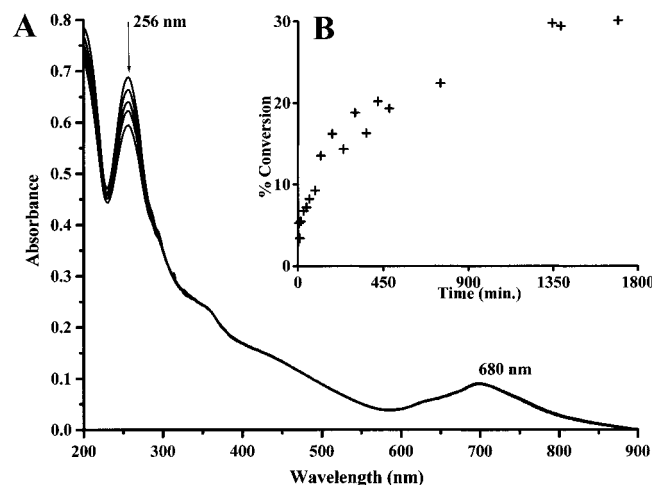 A
256 nm
B
0.8
0.7
0.6
0.5
0.4
0.3
0.2
0.1
0.0
Absorbance
30
20
10
0
% Conversion
0 450 900 1350 1800
Time (min.)
680 nm
200 300 400 500 600 700 800 900
Wavelength (nm)